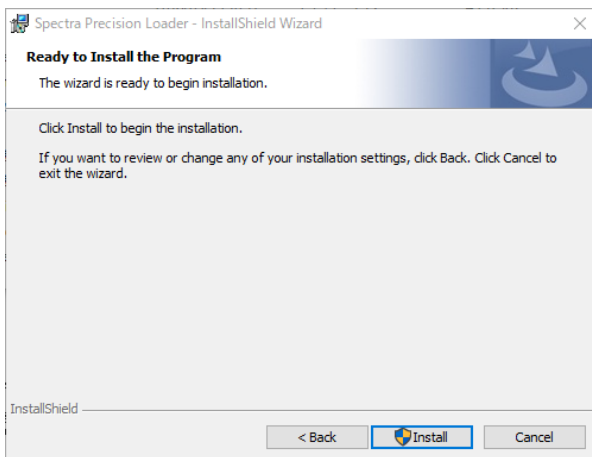 Spectra Precision Loader - InstallShield Wizard
Ready to Install the Program
The wizard is ready to begin installation.
Click Install to begin the installation.
If you want to review or change any of your installation settings, click Back. Click Cancel to
exit the wizard.
InstallShield
< Back
Install
Cancel